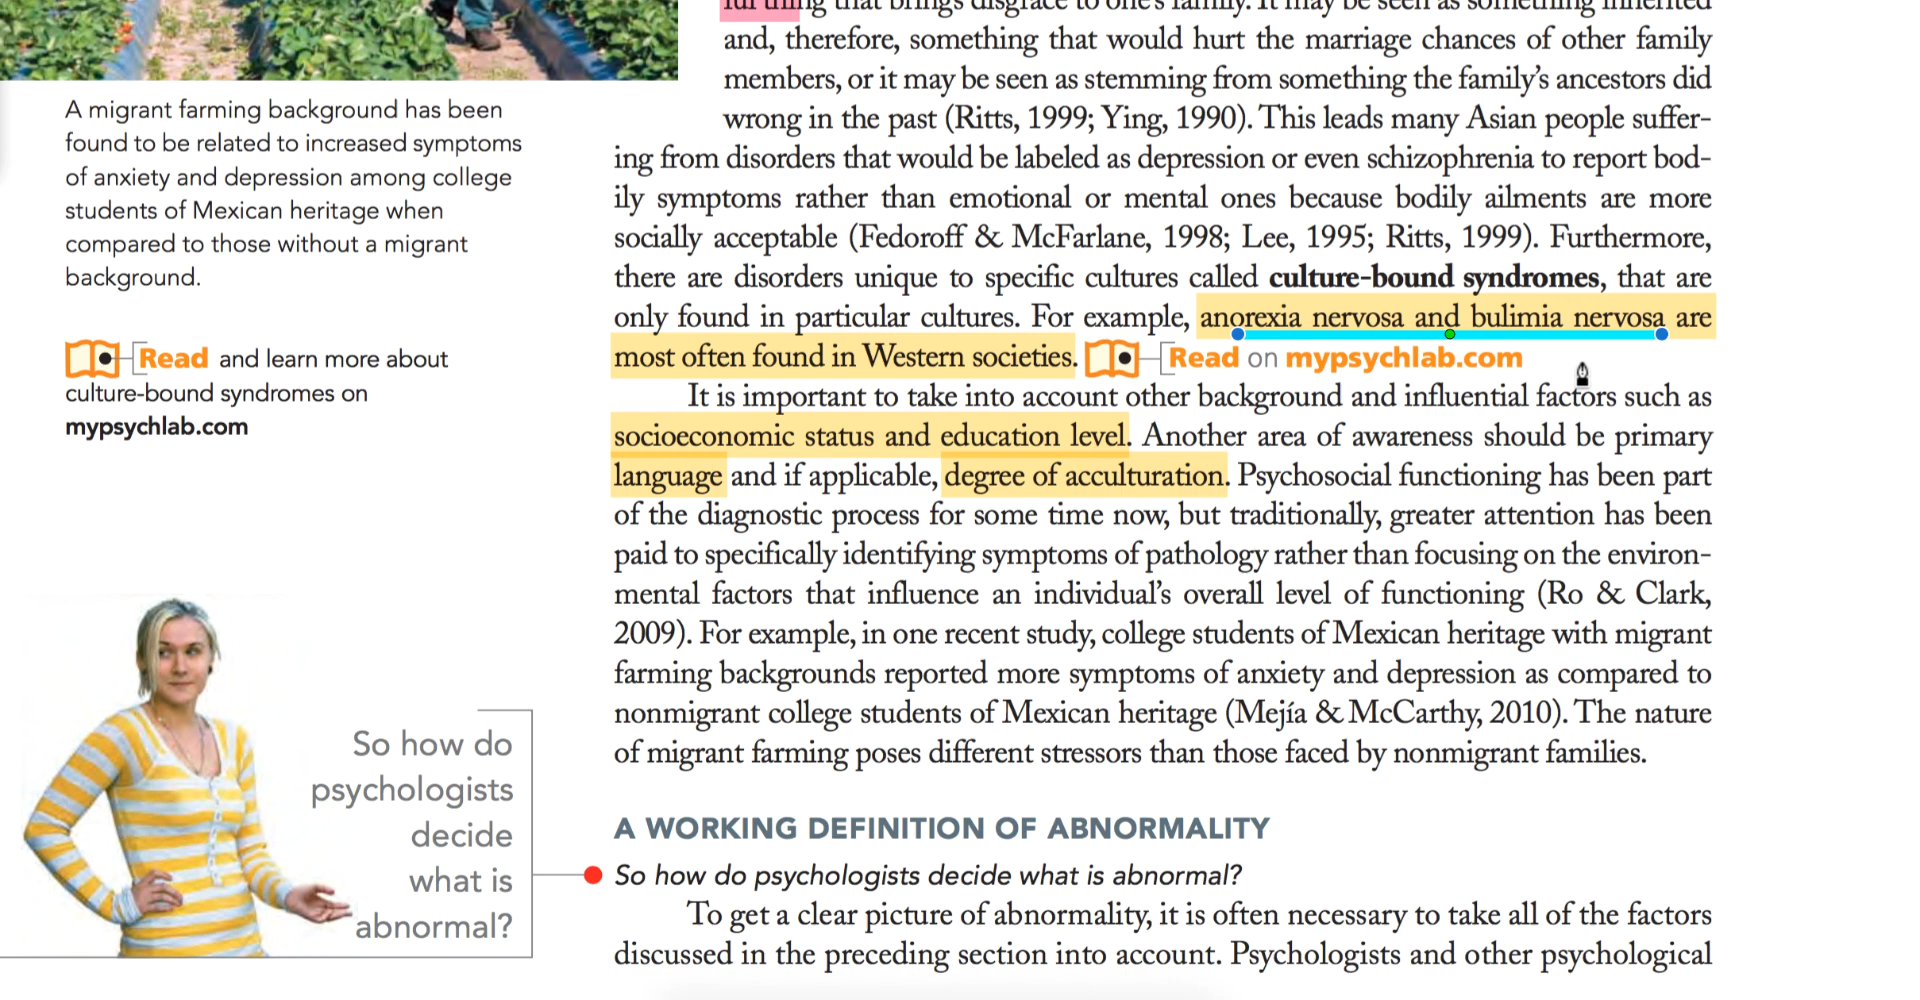 A migrant farming background has been
found to be related to increased symptoms
of anxiety and depression among college
students of Mexican heritage when
compared to those without a migrant
background.
Read and learn more about
culture-bound syndromes on
mypsychlab.com
So how do
psychologists
decide
what is
abnormal?
ful thing that brings disgrace to one's family. It may be seen as something inherited
and, therefore, something that would hurt the marriage chances of other family
members, or it may be seen as stemming from something the family's ancestors did
wrong in the past (Ritts, 1999; Ying, 1990). This leads many Asian people suffer-
ing from disorders that would be labeled as depression or even schizophrenia to report bod-
ily symptoms rather than emotional or mental ones because bodily ailments are more
socially acceptable (Fedoroff & McFarlane, 1998; Lee, 1995; Ritts, 1999). Furthermore,
there are disorders unique to specific cultures called culture-bound syndromes, that are
only found in particular cultures. For example, anorexia nervosa and bulimia nervosa are
most often found in Western societies. Read on mypsychlab.com
It is important to take into account other background and influential factors such as
socioeconomic status and education level. Another area of awareness should be primary
language and if applicable, degree of acculturation. Psychosocial functioning has been part
of the diagnostic process for some time now, but traditionally, greater attention has been
paid to specifically identifying symptoms of pathology rather than focusing on the environ-
mental factors that influence an individual's overall level of functioning (Ro & Clark,
2009). For example, in one recent study, college students of Mexican heritage with migrant
farming backgrounds reported more symptoms of anxiety and depression as compared to
nonmigrant college students of Mexican heritage (Mejía & McCarthy, 2010). The nature
of migrant farming poses different stressors than those faced by nonmigrant families.
A WORKING DEFINITION OF ABNORMALITY
So how do psychologists decide what is abnormal?
To get a clear picture of abnormality, it is often necessary to take all of the factors
discussed in the preceding section into account. Psychologists and other psychological